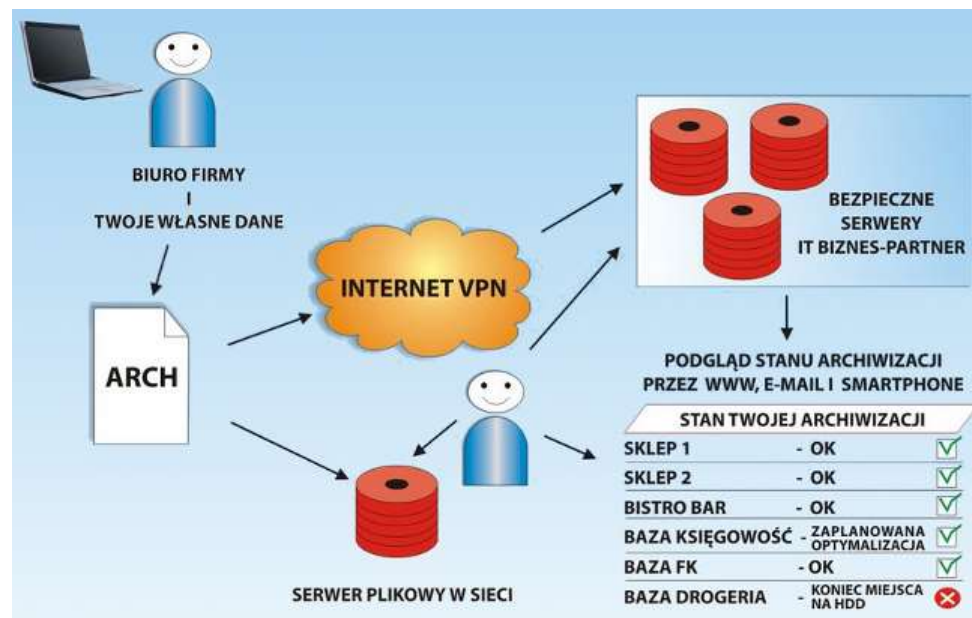 BIURO FIRMY
I
TWOJE WŁASNE DANE
ARCH
INTERNET VPN
BEZPIECZNE
SERWERY
IT BIZNES-PARTNER
SERWER PLIKOWY W SIECI
PODGLĄD STANU ARCHIWIZACJI
PRZEZ WWW, E-MAIL I SMARTPHONE
STAN TWOJEJ ARCHIWIZACJI
SKLEP 1 - OK
SKLEP 2 - OK
BISTRO BAR - OK
BAZA KSIĘGOWOŚĆ - ZAPLANOWANA
OPTYMALIZACJA
BAZA FK - OK
BAZA DROGERIA - KONIEC MIEJSCA
NA HDD